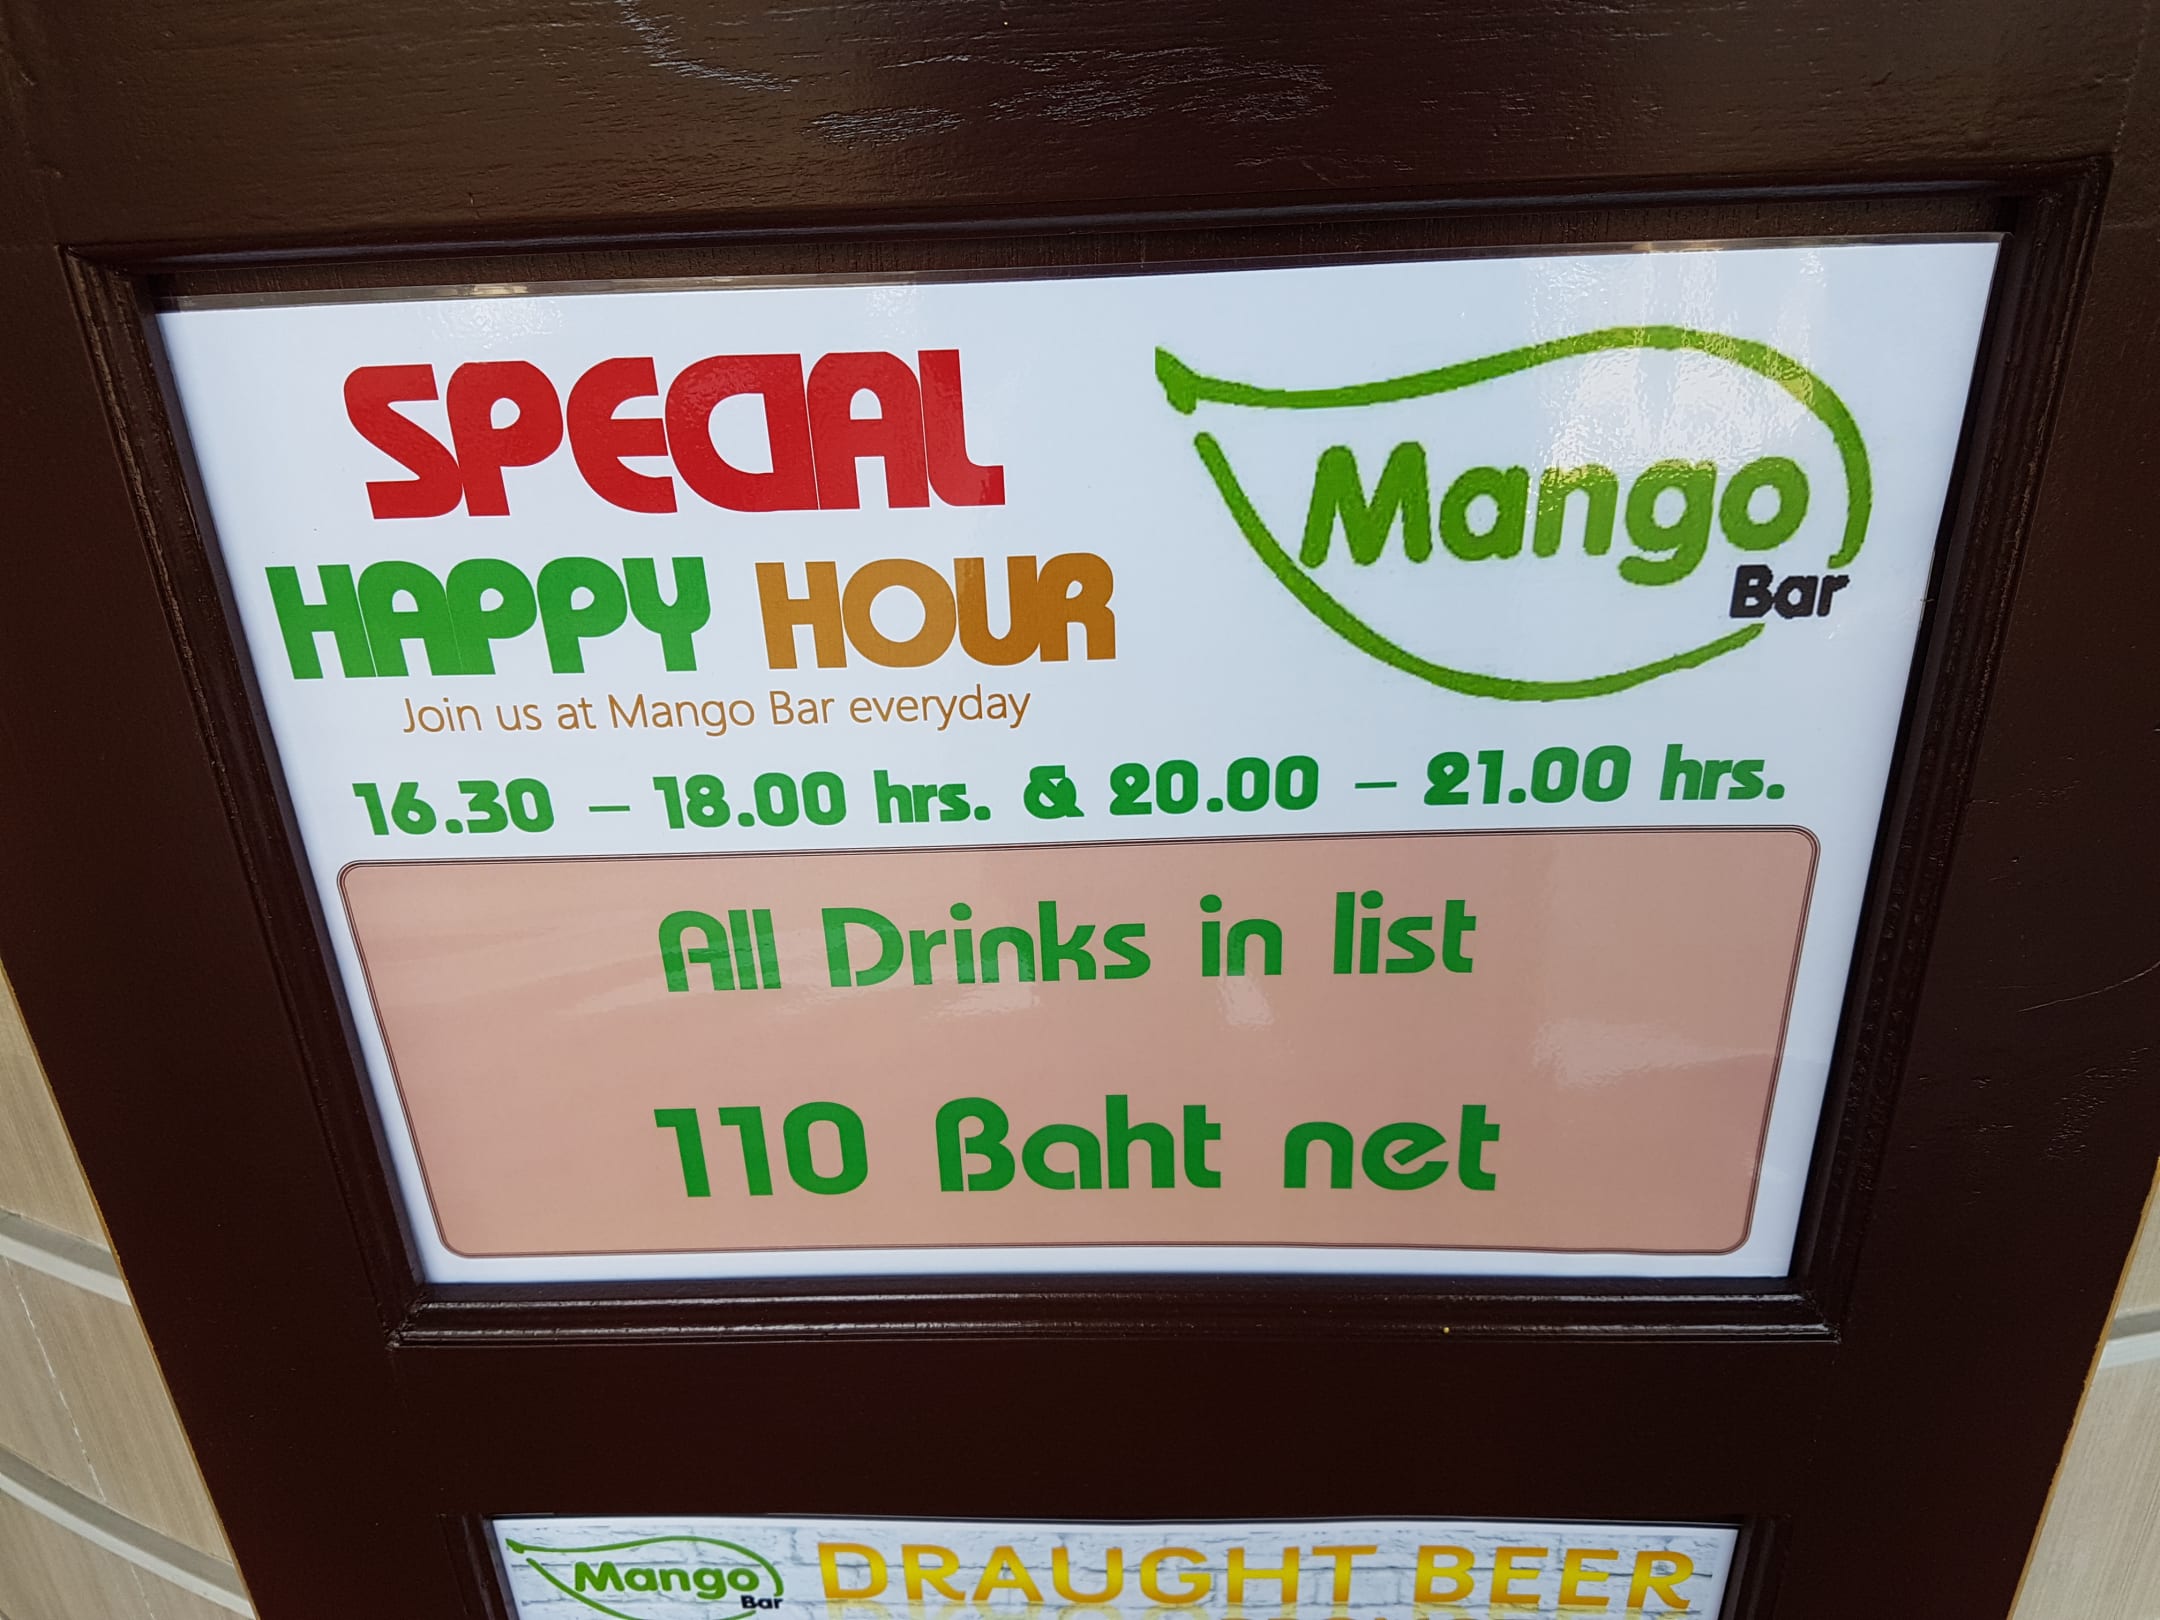 SPECIAL
HAPPY HOUR
Join us at Mango Bar everyday
Mango
Bar
16.30 – 18.00 hrs. & 20.00 – 21.00 hrs.
All Drinks in list
110 Baht net
Mango
Bar
DRAUGHT BEER